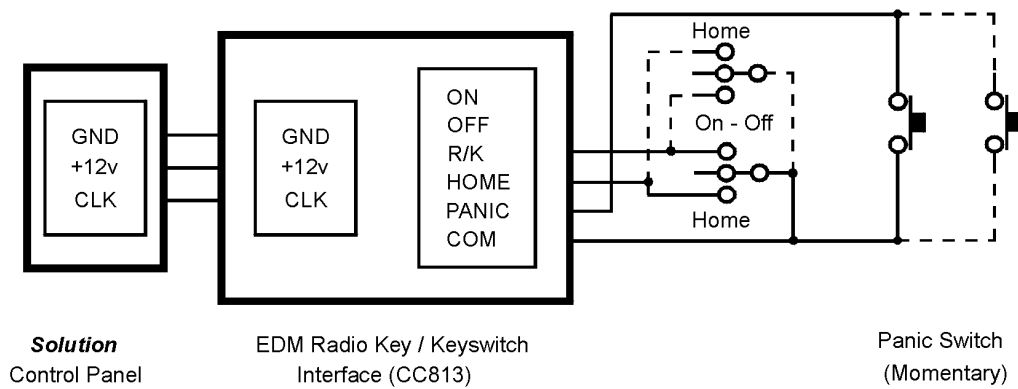 GND
+12v
CLK
GND
+12v
CLK
ON
OFF
R/K
HOME
PANIC
COM
Home
On - Off
Home
Solution
Control Panel
EDM Radio Key / Keyswitch
Interface (CC813)
Panic Switch
(Momentary)